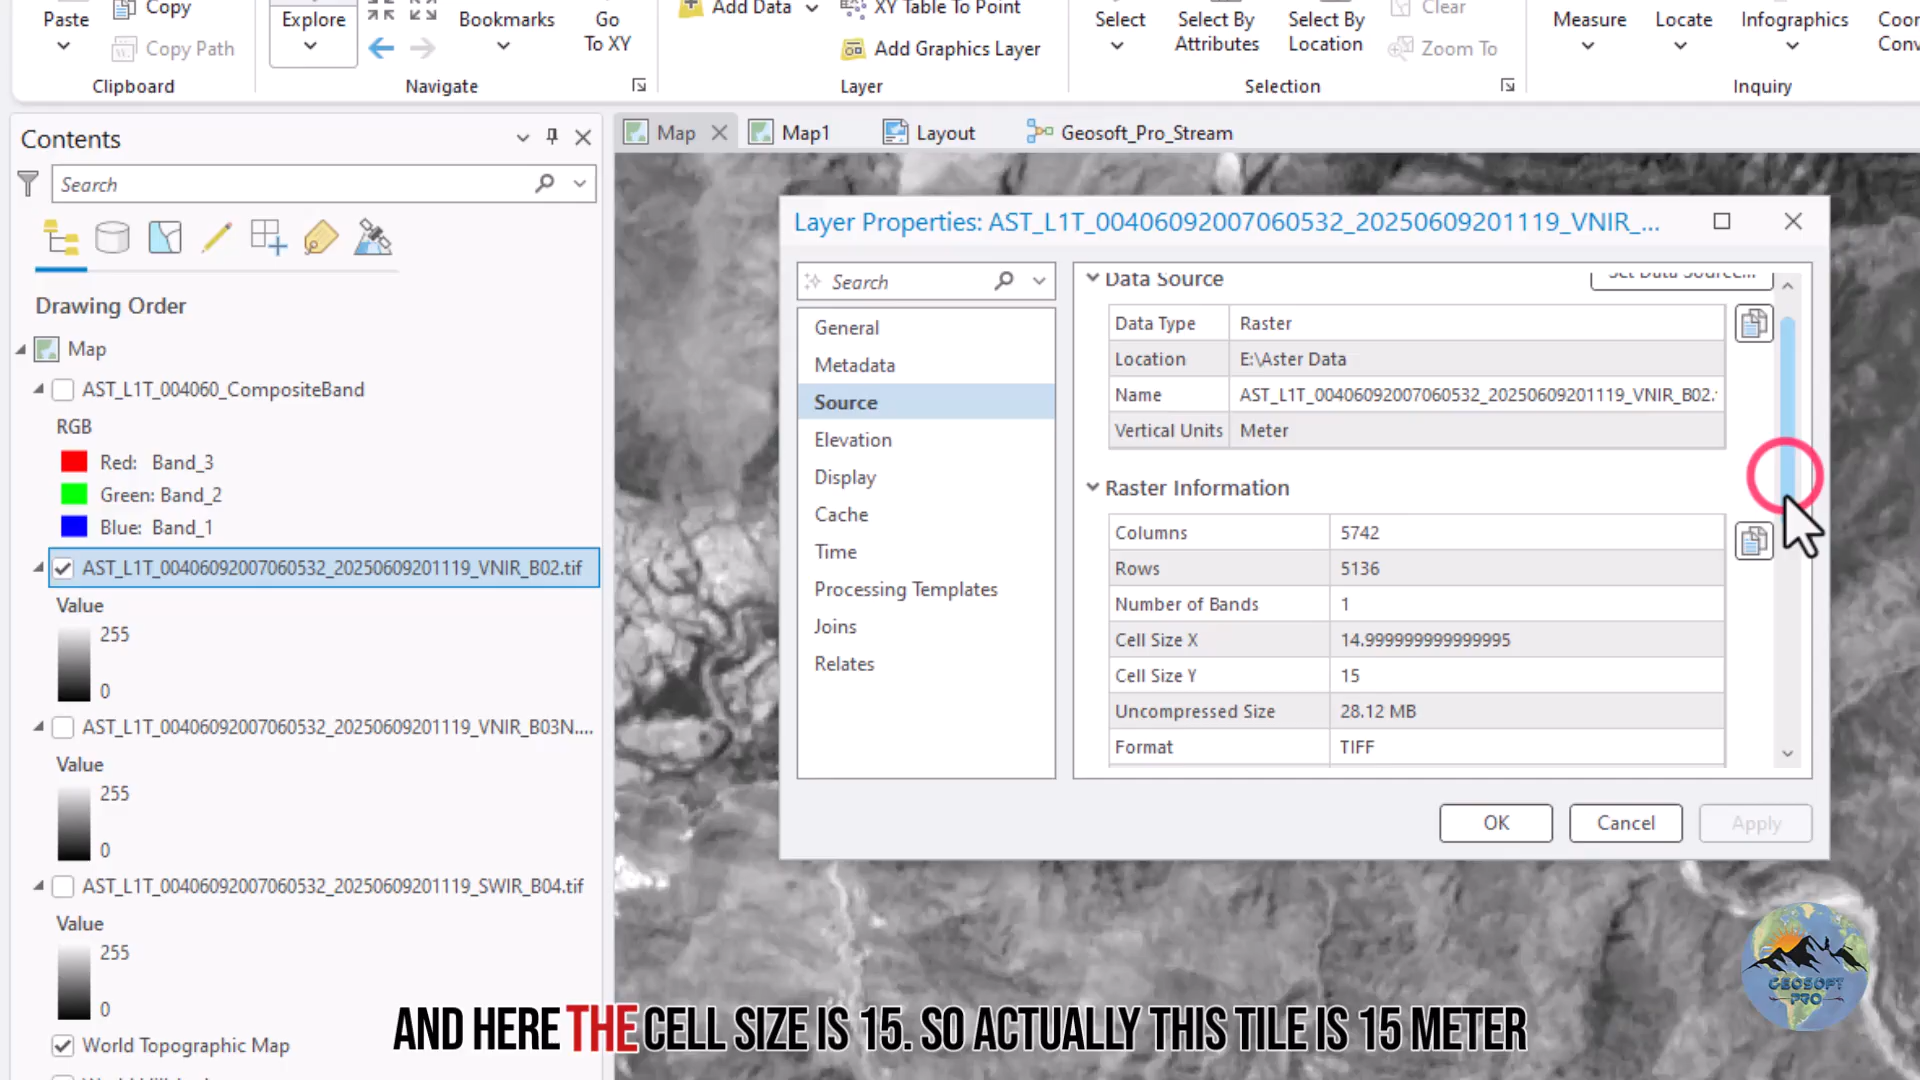 Paste
Copy
Copy Path
Clipboard
Explore
Bookmarks
Go
To XY
Navigate
Add Data
XY Table To Point
Add Graphics Layer
Layer
Select
Select By
Attributes
Select By
Location
Clear
Zoom To
Selection
Measure
Locate
Infographics
Coor
Conv
Inquiry
Contents
Search
Drawing Order
Map
AST_L1T_004060_CompositeBand
RGB
Red: Band_3
Green: Band_2
Blue: Band_1
AST_L1T_00406092007060532_20250609201119_VNIR_B02.tif
Value
255
0
AST_L1T_00406092007060532_20250609201119_VNIR_B03N....
Value
255
0
AST_L1T_00406092007060532_20250609201119_SWIR_B04.tif
Value
255
0
World Topographic Map
Map
Map1
Layout
Geosoft_Pro_Stream
Layer Properties: AST_L1T_00406092007060532_20250609201119_VNIR_...
Search
General
Metadata
Source
Elevation
Display
Cache
Time
Processing Templates
Joins
Relates
Data Source
Set Data Source...
Data Type Raster
Location E:\Aster Data
Name AST_L1T_00406092007060532_20250609201119_VNIR_B02.
Vertical Units Meter
Raster Information
Columns 5742
Rows 5136
Number of Bands 1
Cell Size X 14.999999999999995
Cell Size Y 15
Uncompressed Size 28.12 MB
Format TIFF
OK
Cancel
Apply
GEOSOFT
PRO
AND HERE THE CELL SIZE IS 15. SO ACTUALLY THIS TILE IS 15 METER